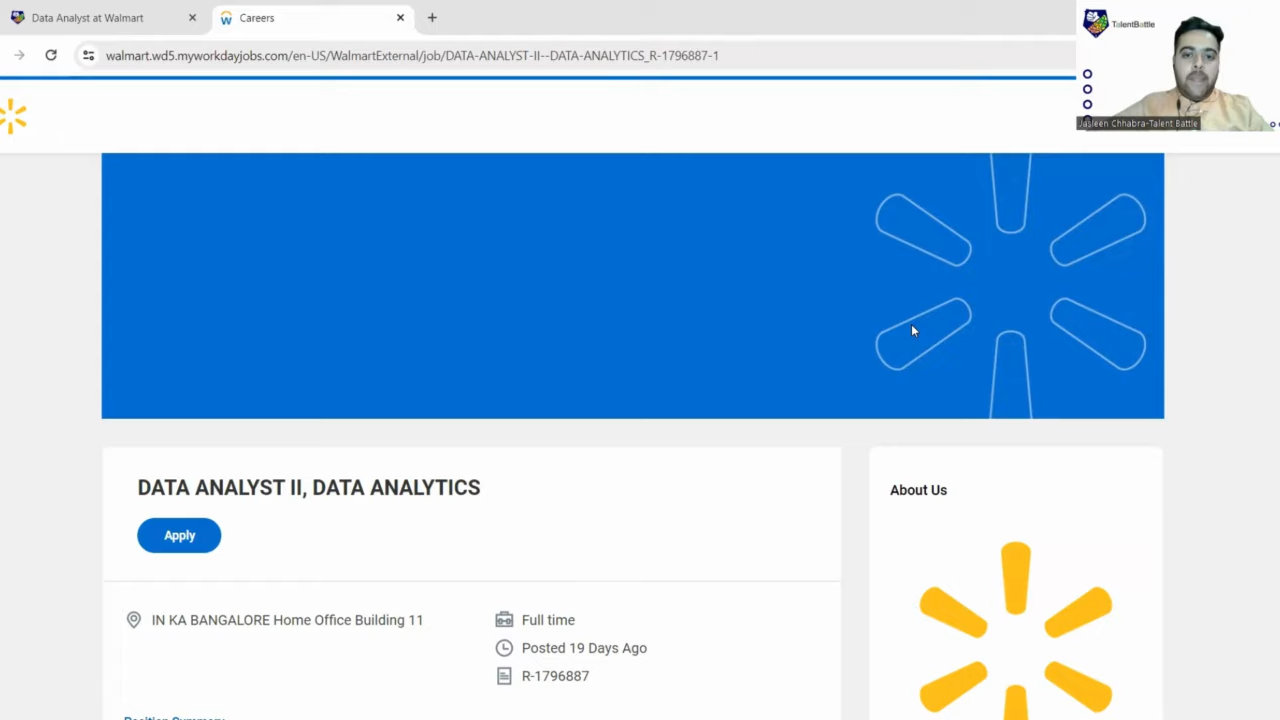 Data Analyst at Walmart
Careers
walmart.wd5.myworkdayjobs.com/en-US/WalmartExternal/job/DATA-ANALYST-II--DATA-ANALYTICS_R-1796887-1
TalentBattle
Jasleen Chhabra-Talent Battle
DATA ANALYST II, DATA ANALYTICS
Apply
IN KA BANGALORE Home Office Building 11
Full time
Posted 19 Days Ago
R-1796887
Position Summary
About Us